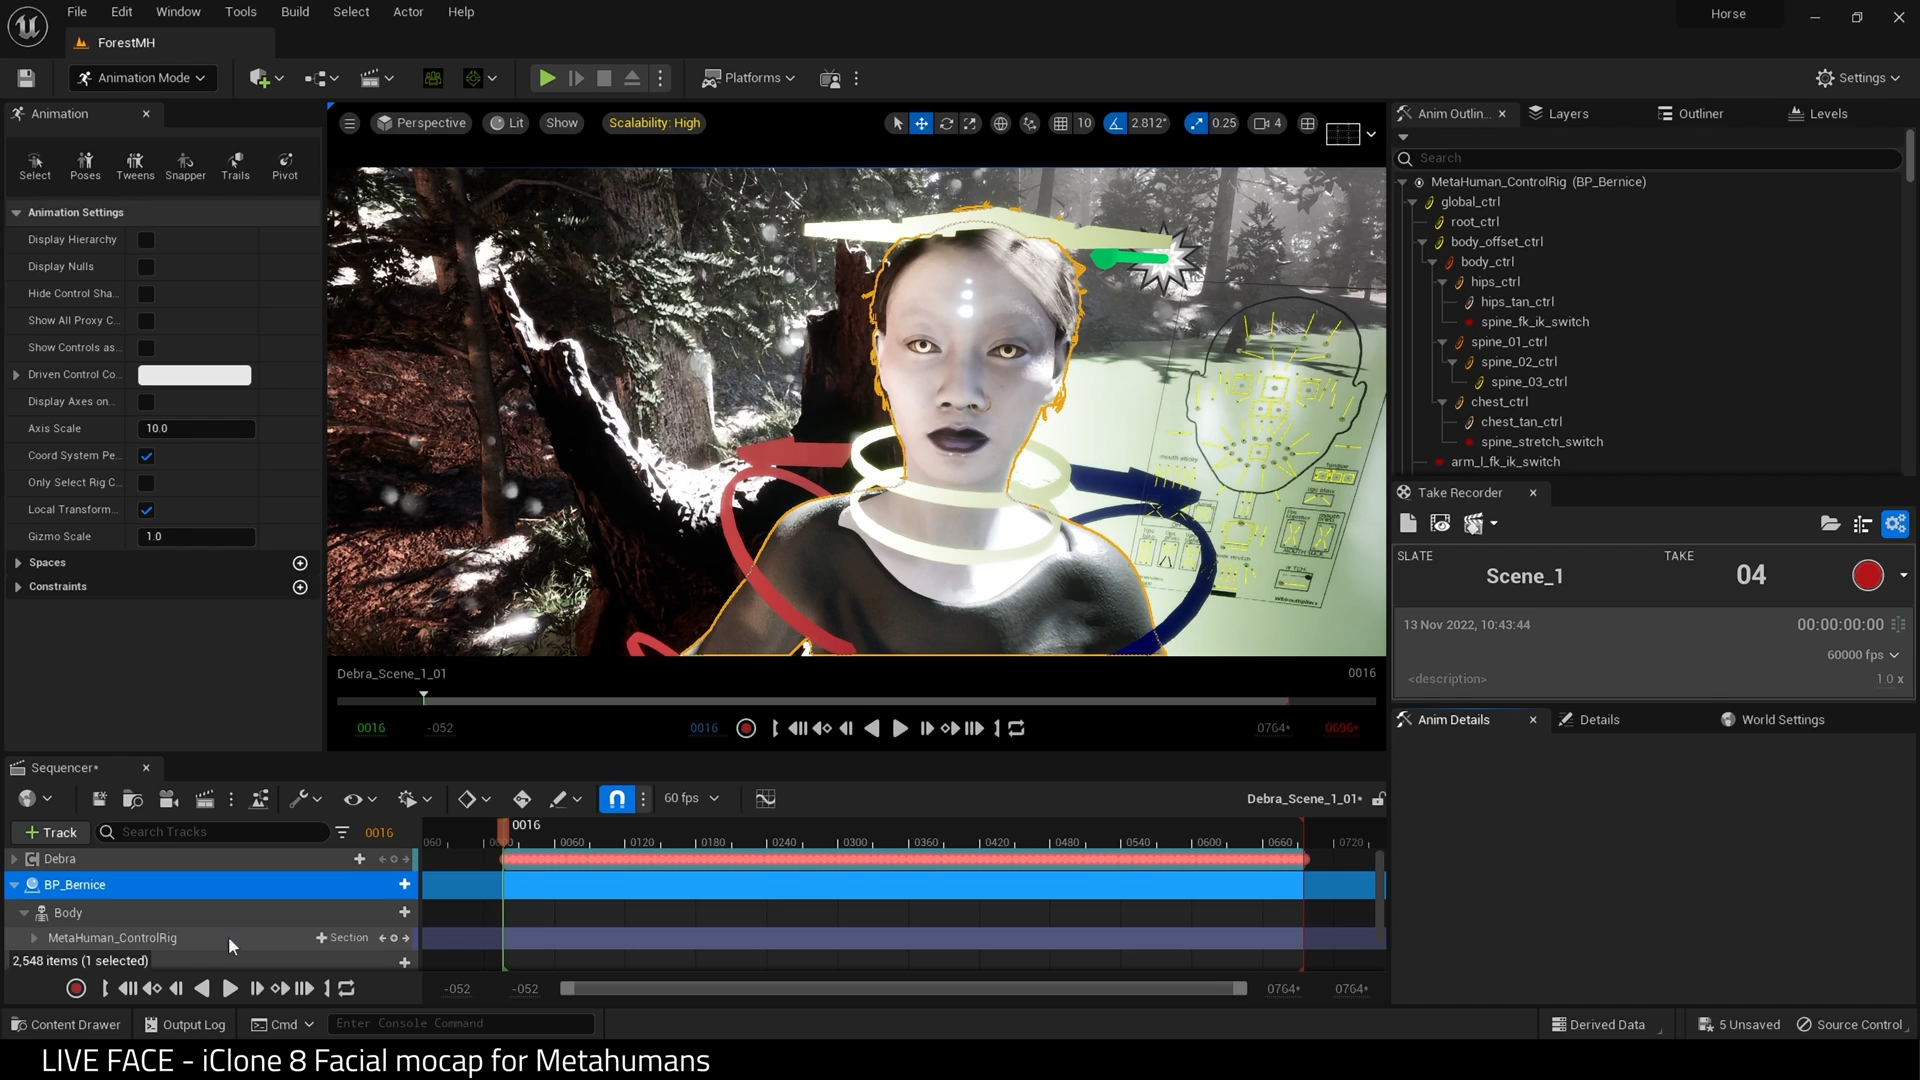 File Edit Window Tools Build Select Actor Help
Horse
ForestMH
Animation Mode
Platforms
Settings
Animation
Select Poses Tweens Snapper Trails Pivot
Animation Settings
Display Hierarchy
Display Nulls
Hide Control Sha...
Show All Proxy C...
Show Controls as...
Driven Control Co...
Display Axes on...
Axis Scale 10.0
Coord System Pe...
Only Select Rig C...
Local Transform...
Gizmo Scale 1.0
Spaces
Constraints
Perspective Lit Show Scalability: High 10 2.812° 0.25 4
Debra_Scene_1_01 0016
0016 -052 0016 0764* 0696*
Anim Outlin... Layers Outliner Levels
Search
MetaHuman_ControlRig (BP_Bernice)
global_ctrl
root_ctrl
body_offset_ctrl
body_ctrl
hips_ctrl
hips_tan_ctrl
spine_fk_ik_switch
spine_01_ctrl
spine_02_ctrl
spine_03_ctrl
chest_ctrl
chest_tan_ctrl
spine_stretch_switch
arm_l_fk_ik_switch
Take Recorder
SLATE TAKE
Scene_1 04
13 Nov 2022, 10:43:44 00:00:00:00
60000 fps
<description> 1.0 x
Anim Details Details World Settings
Sequencer*
60 fps Debra_Scene_1_01*
Track Search Tracks 0016
0016
060 0060 0120 0180 0240 0300 0360 0420 0480 0540 0600 0660 0720
Debra
BP_Bernice
Body
MetaHuman_ControlRig Section
2,548 items (1 selected)
-052 -052 0764* 0764*
Content Drawer Output Log Cmd Enter Console Command Derived Data 5 Unsaved Source Control
LIVE FACE - iClone 8 Facial mocap for Metahumans